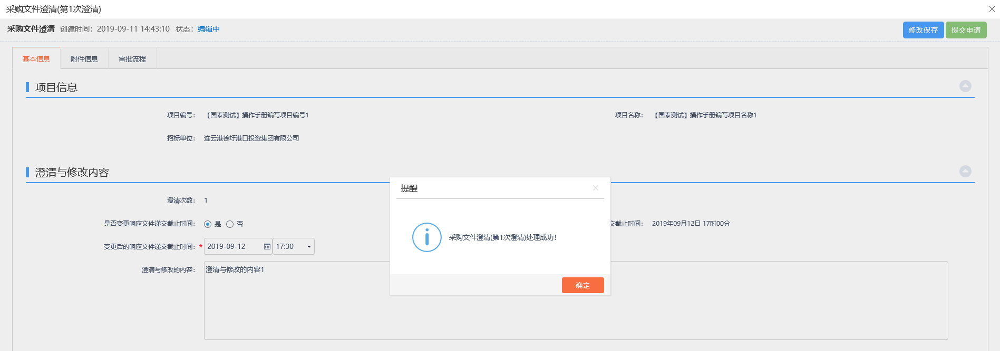 采购文件澄清(第1次澄清)
采购文件澄清 创建时间：2019-09-11 14:43:10 状态：编辑中
修改保存 提交申请
基本信息 附件信息 审批流程
项目信息
项目编号： 【国泰测试】操作手册编写项目编号1 项目名称： 【国泰测试】操作手册编写项目名称1
招标单位： 连云港徐圩港口投资集团有限公司
澄清与修改内容
澄清次数： 1
是否变更响应文件递交截止时间： 是 否 交截止时间： 2019年09月12日 17时00分
变更后的响应文件递交截止时间：* 2019-09-12 17:30
澄清与修改的内容： 澄清与修改的内容1
提醒
采购文件澄清(第1次澄清)处理成功!
确定